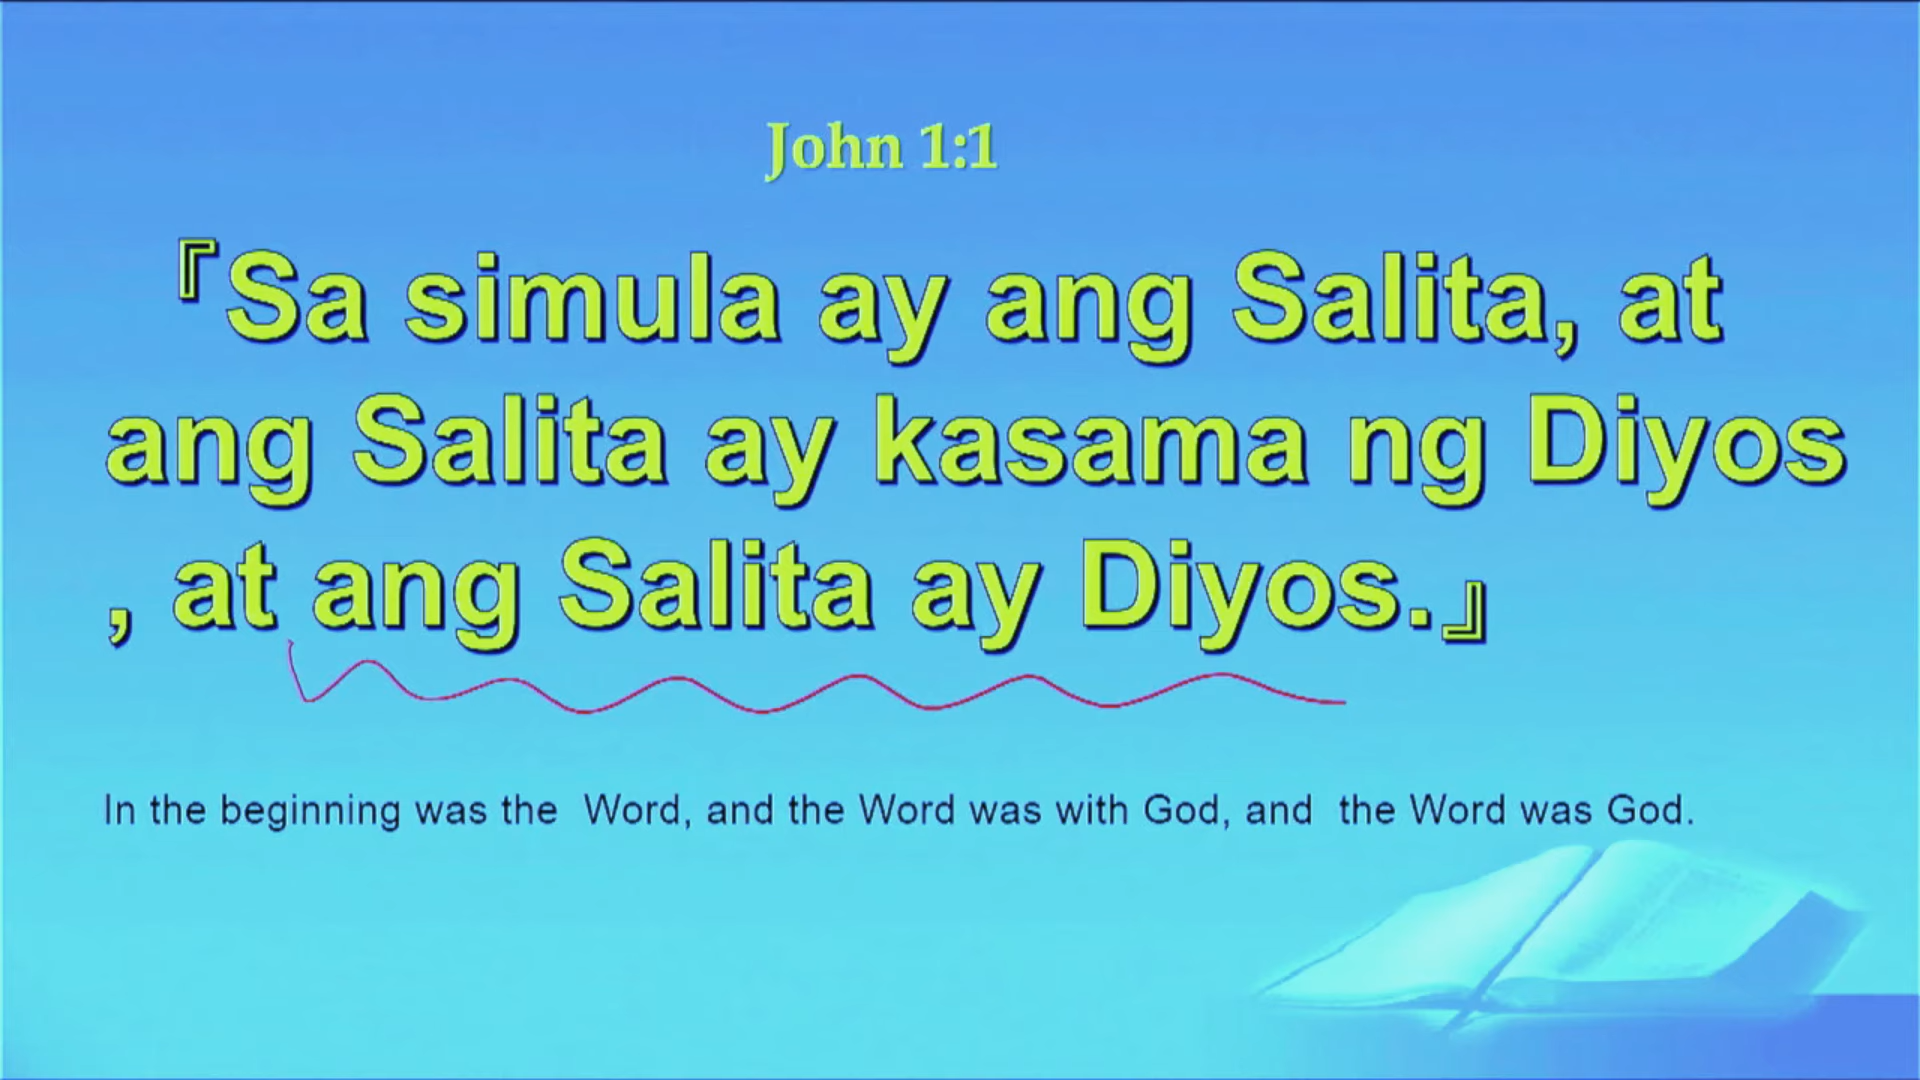 John 1:1
『Sa simula ay ang Salita, at
ang Salita ay kasama ng Diyos
, at ang Salita ay Diyos.』
In the beginning was the  Word, and the Word was with God, and  the Word was God.